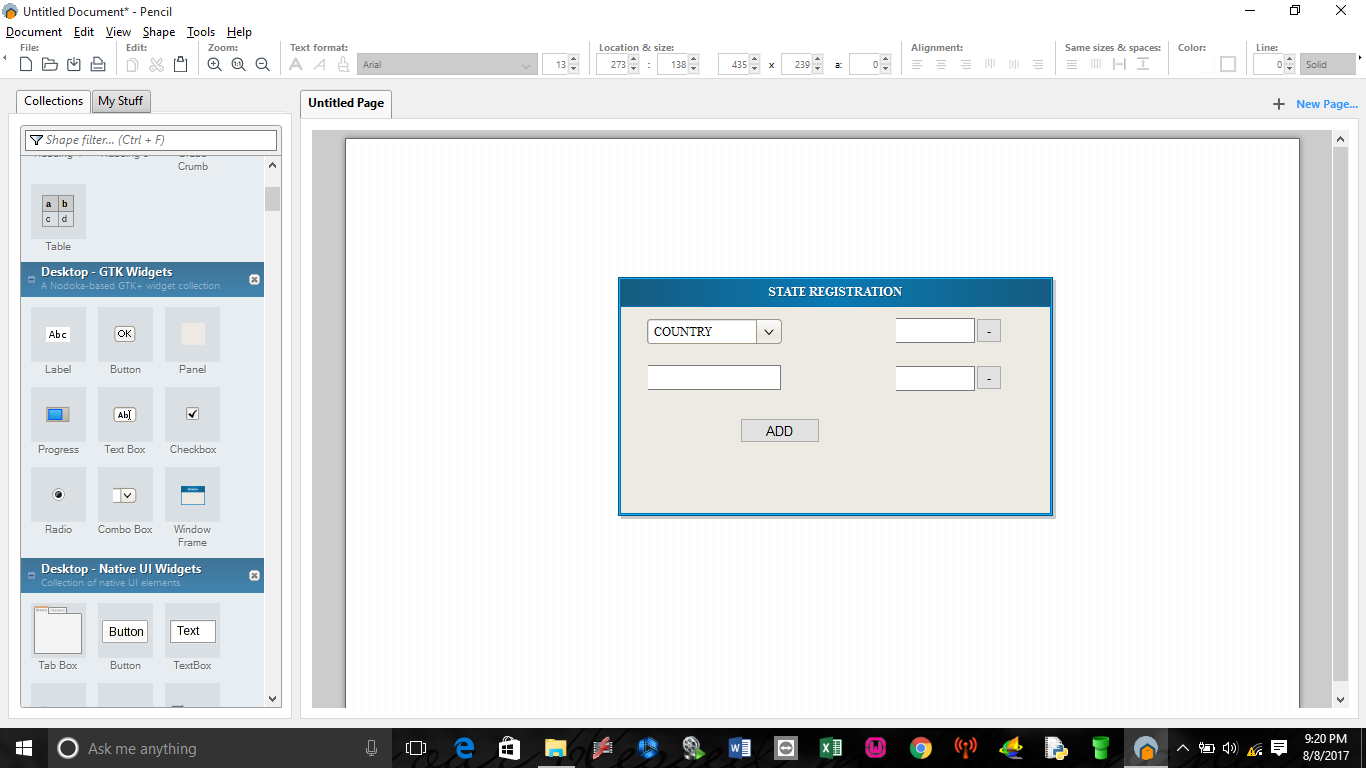 Untitled Document* - Pencil
Document Edit View Shape Tools Help
File: Edit: Zoom: Text format: Location & size: Alignment: Same sizes & spaces: Color: Line:
1:1 Arial 13 273 : 138 435 x 239 a: 0 0 Solid
Collections My Stuff
Untitled Page
New Page...
Shape filter... (Ctrl + F)
Crumb
a b
c d
Table
Desktop - GTK Widgets
A Nodoka-based GTK+ widget collection
Abc OK
Label Button Panel
Abc
Progress Text Box Checkbox
Radio Combo Box Window
Frame
Desktop - Native UI Widgets
Collection of native UI elements
Button Text
Tab Box Button TextBox
STATE REGISTRATION
COUNTRY -
-
ADD
Ask me anything
9:20 PM
8/8/2017